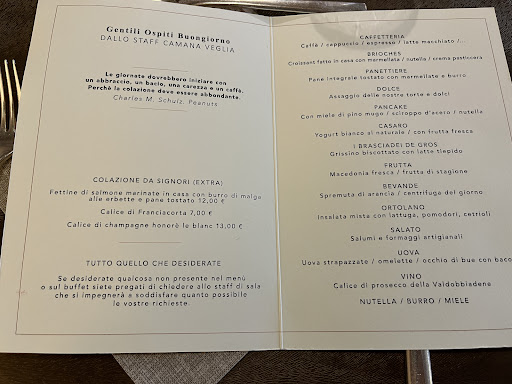 Gentili Ospiti Buongiorno
DALLO STAFF CAMANA VEGLIA
Le giornate dovrebbero iniziare con
un abbraccio, un bacio, una carezza e un caffè.
Perchè la colazione deve essere abbondante.
Charles M. Schulz, Peanuts
COLAZIONE DA SIGNORI (EXTRA)
Fettine di salmone marinate in casa con burro di malga
alle erbette e pane tostato 12,00 €
Calice di Franciacorta 7,00 €
Calice di champagne honorè le blanc 13,00 €
TUTTO QUELLO CHE DESIDERATE
Se desiderate qualcosa non presente nel menù
o sul buffet siete pregati di chiedere allo staff di sala
che si impegnerà a soddisfare quanto possibile
le vostre richieste.
CAFFETTERIA
Caffè / cappuccio / espresso / latte macchiato /...
BRIOCHES
Croissant fatto in casa con marmellata / nutella / crema pasticcera
PANETTIERE
Pane integrale tostato con marmellate e burro
DOLCE
Assaggio delle nostre torte e dolci
PANCAKE
Con miele di pino mugo / sciroppo d'acero / nutella
CASARO
Yogurt bianco al naturale / con frutta fresca
I BRASCIADEI DE GROS
Grissino biscottato con latte tiepido
FRUTTA
Macedonia fresca / frutta di stagione
BEVANDE
Spremuta di arancia / centrifuga del giorno
ORTOLANO
Insalata mista con lattuga, pomodori, cetrioli
SALATO
Salumi e formaggi artigianali
UOVA
Uova strapazzate / omelette / occhio di bue con baco
VINO
Calice di prosecco della Valdobbiadene
NUTELLA / BURRO / MIELE